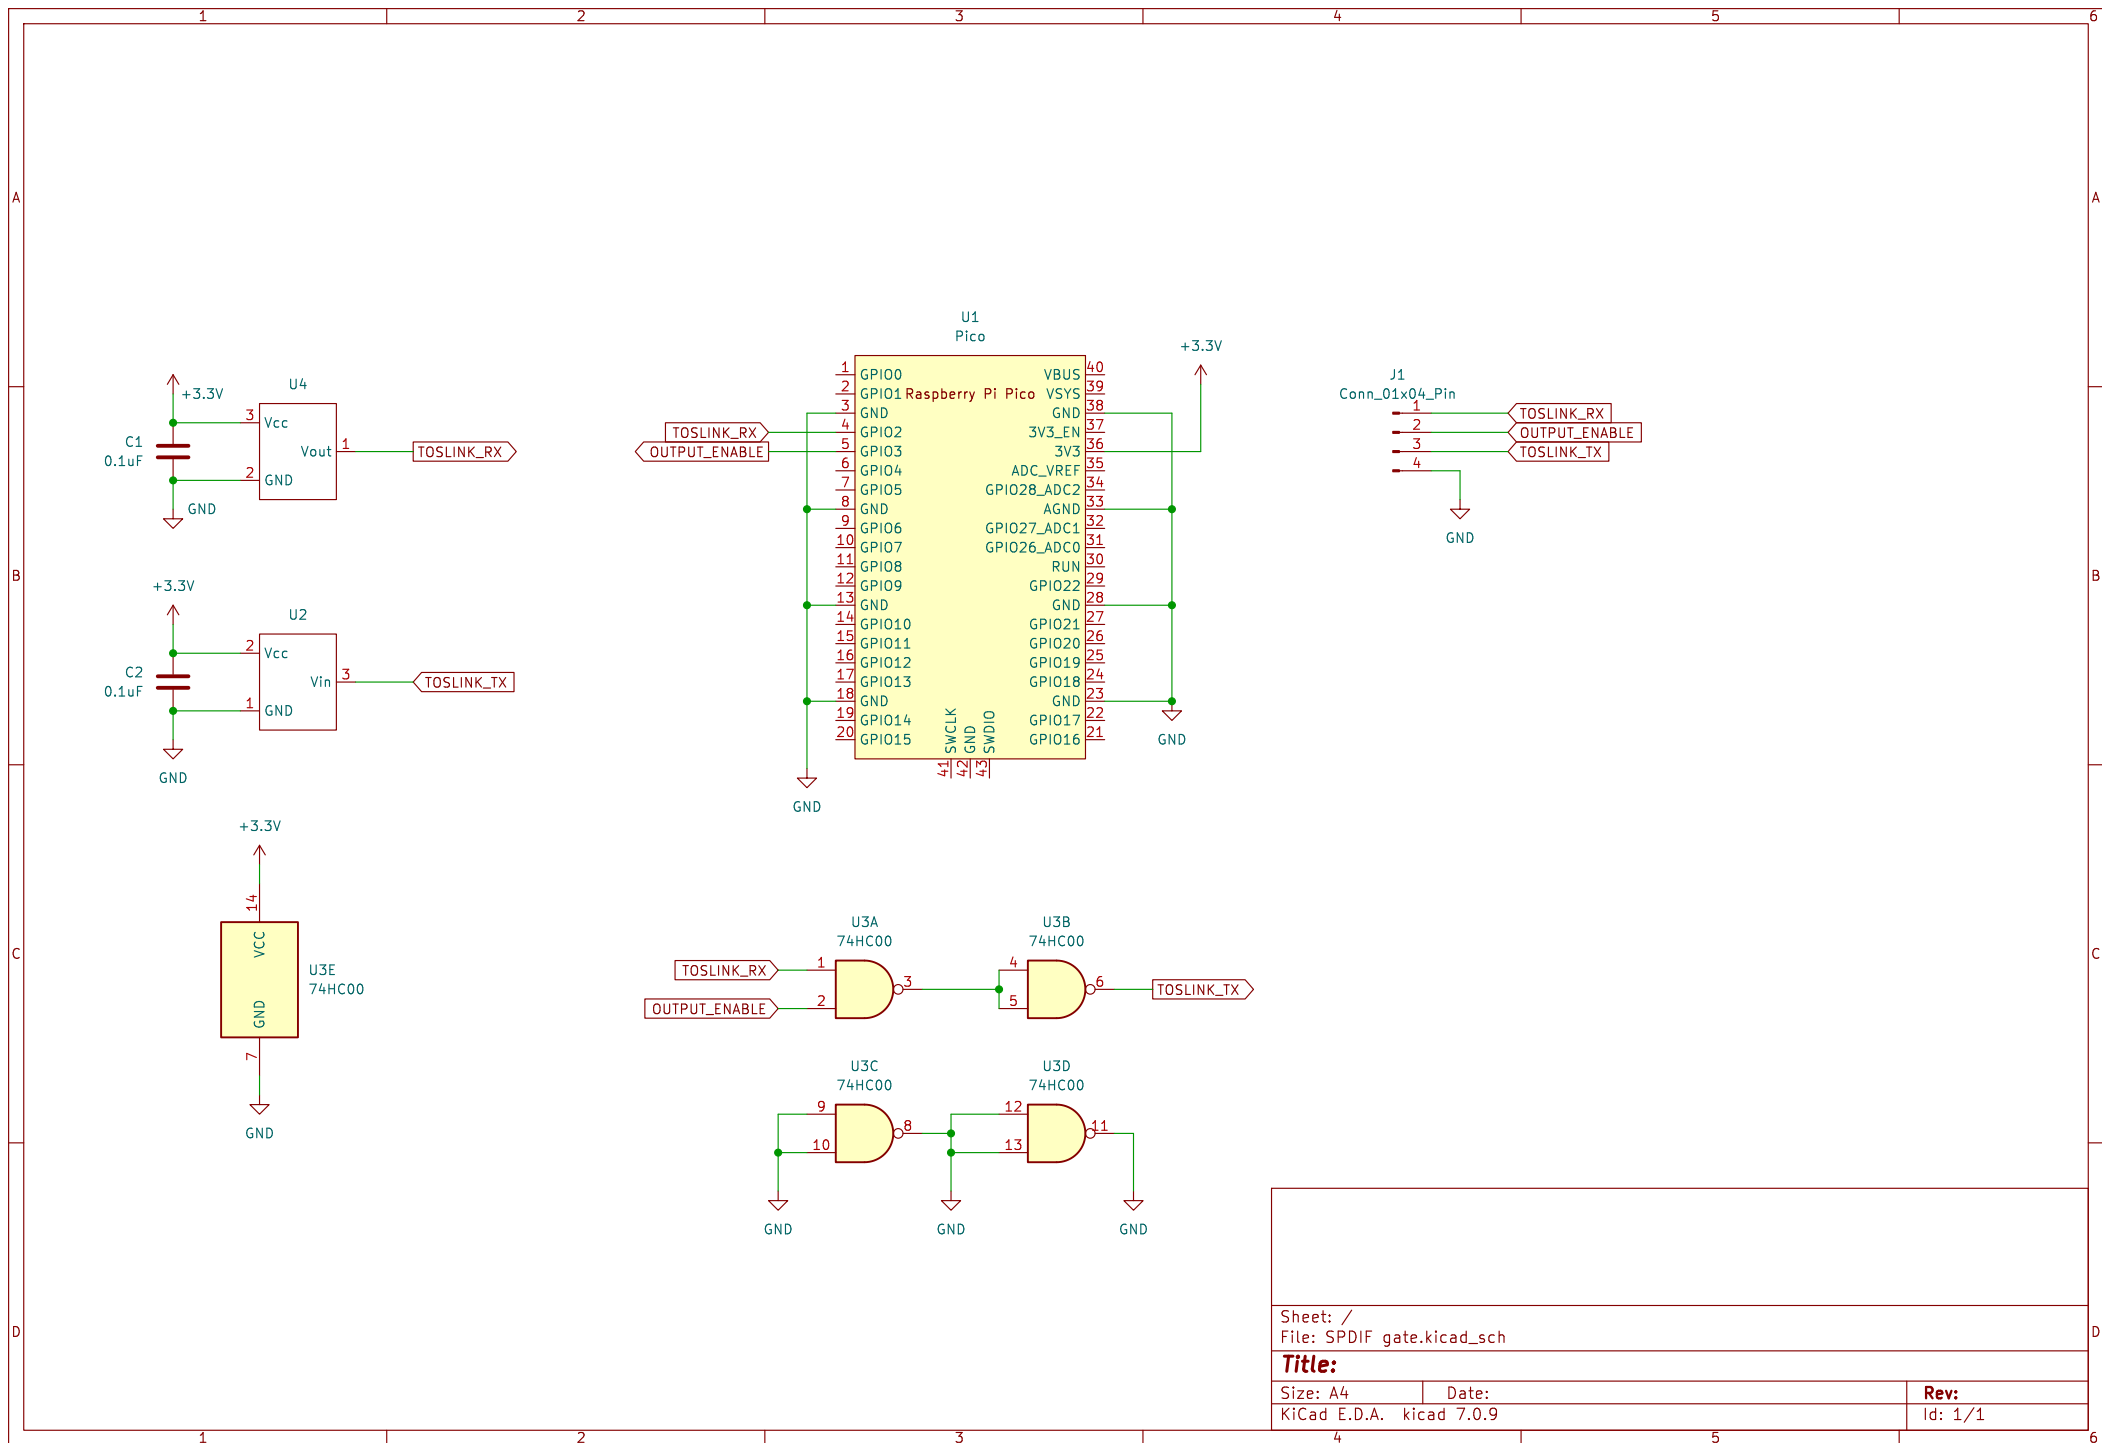 1 2 3 4 5 6
A A
B B
C C
D D
+3.3V
U4
C1
0.1uF
3 Vcc
Vout 1
2 GND
TOSLINK_RX
GND
+3.3V
U2
C2
0.1uF
2 Vcc
Vin 3
1 GND
TOSLINK_TX
GND
+3.3V
14
VCC
GND
7
U3E
74HC00
GND
U1
Pico
Raspberry Pi Pico
TOSLINK_RX
OUTPUT_ENABLE
1 GPIO0
2 GPIO1
3 GND
4 GPIO2
5 GPIO3
6 GPIO4
7 GPIO5
8 GND
9 GPIO6
10 GPIO7
11 GPIO8
12 GPIO9
13 GND
14 GPIO10
15 GPIO11
16 GPIO12
17 GPIO13
18 GND
19 GPIO14
20 GPIO15
VBUS 40
VSYS 39
GND 38
3V3_EN 37
3V3 36
ADC_VREF 35
GPIO28_ADC2 34
AGND 33
GPIO27_ADC1 32
GPIO26_ADC0 31
RUN 30
GPIO22 29
GND 28
GPIO21 27
GPIO20 26
GPIO19 25
GPIO18 24
GND 23
GPIO17 22
GPIO16 21
SWCLK 41
GND 42
SWDIO 43
GND
+3.3V
GND
J1
Conn_01x04_Pin
1 TOSLINK_RX
2 OUTPUT_ENABLE
3 TOSLINK_TX
4
GND
U3A
74HC00
TOSLINK_RX 1
OUTPUT_ENABLE 2
3
U3B
74HC00
4
5
6 TOSLINK_TX
U3C
74HC00
9
10
8
GND
U3D
74HC00
12
13
11
GND
GND
Sheet: /
File: SPDIF gate.kicad_sch
Title:
Size: A4 Date: Rev:
KiCad E.D.A. kicad 7.0.9 Id: 1/1
1 2 3 4 5 6